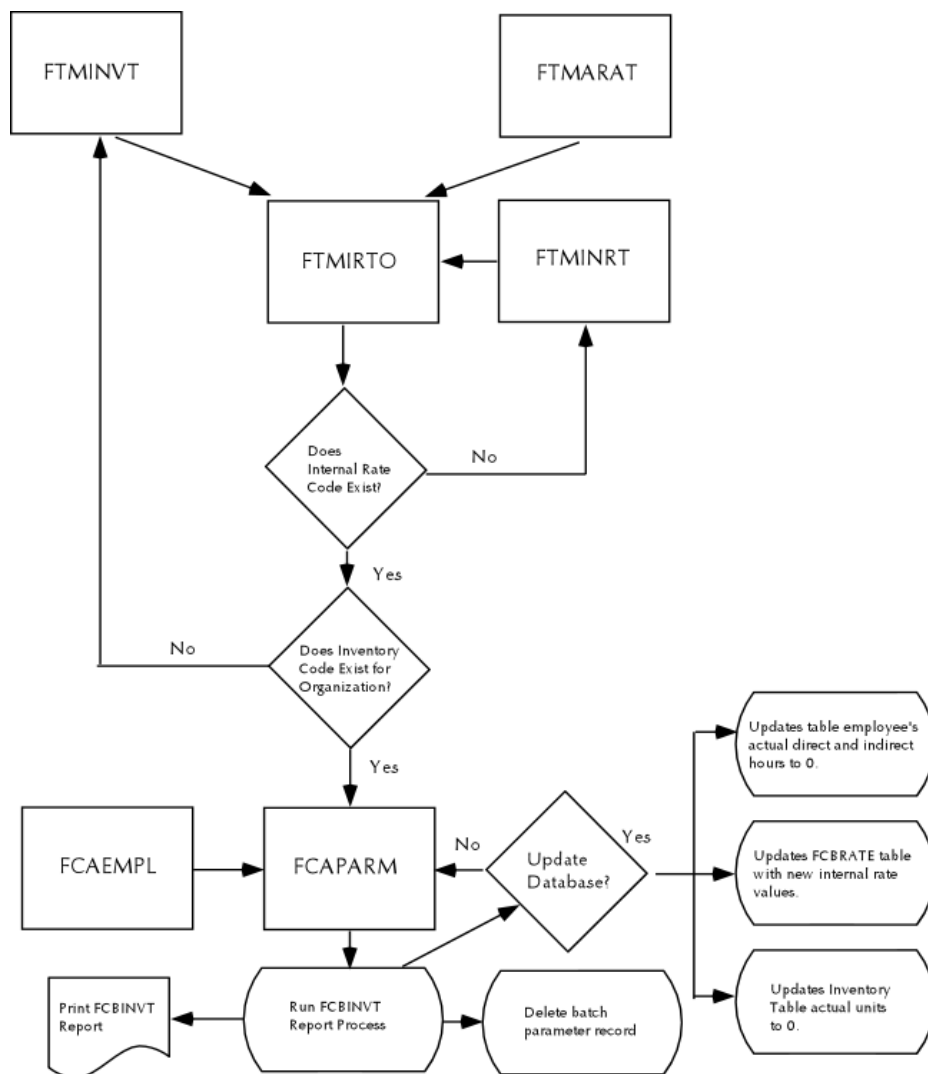 FTMINVT
FTMARAT
FTMIRTO
FTMINRT
Does
Internal Rate
Code Exist?
No
Yes
No
Does Inventory
Code Exist for
Organization?
Yes
FCAEMPL
FCAPARM
No
Update
Database?
Yes
Updates table employee's
actual direct and indirect
hours to 0.
Updates FCBRATE table
with new internal rate
values.
Updates Inventory
Table actual units
to 0.
Print FCBINVT
Report
Run FCBINVT
Report Process
Delete batch
parameter record